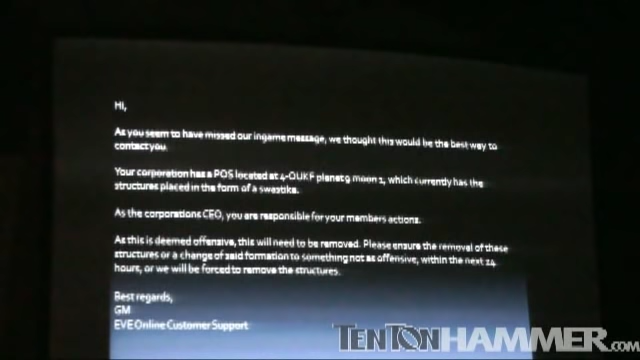 Hi,
As you seem to have missed our ingame message, we thought this would be the best way to
contact you.
Your corporation has a POS located at 4-OUKF planet 9 moon 1, which currently has the
structures placed in the form of a swastika.
As the corporations CEO, you are responsible for your members actions.
As this is deemed offensive, this will need to be removed. Please ensure the removal of these
structures or a change of said formation to something not as offensive, within the next 24
hours, or we will be forced to remove the structures.
Best regards,
GM
EVE Online Customer Support
TENTONHAMMER.COM